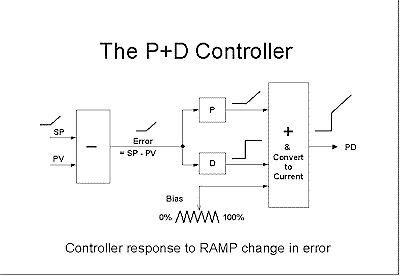 The P+D Controller
SP
PV
−
Error
= SP - PV
P
D
+
& Convert
to
Current
PD
Bias
0% 100%
Controller response to RAMP change in error